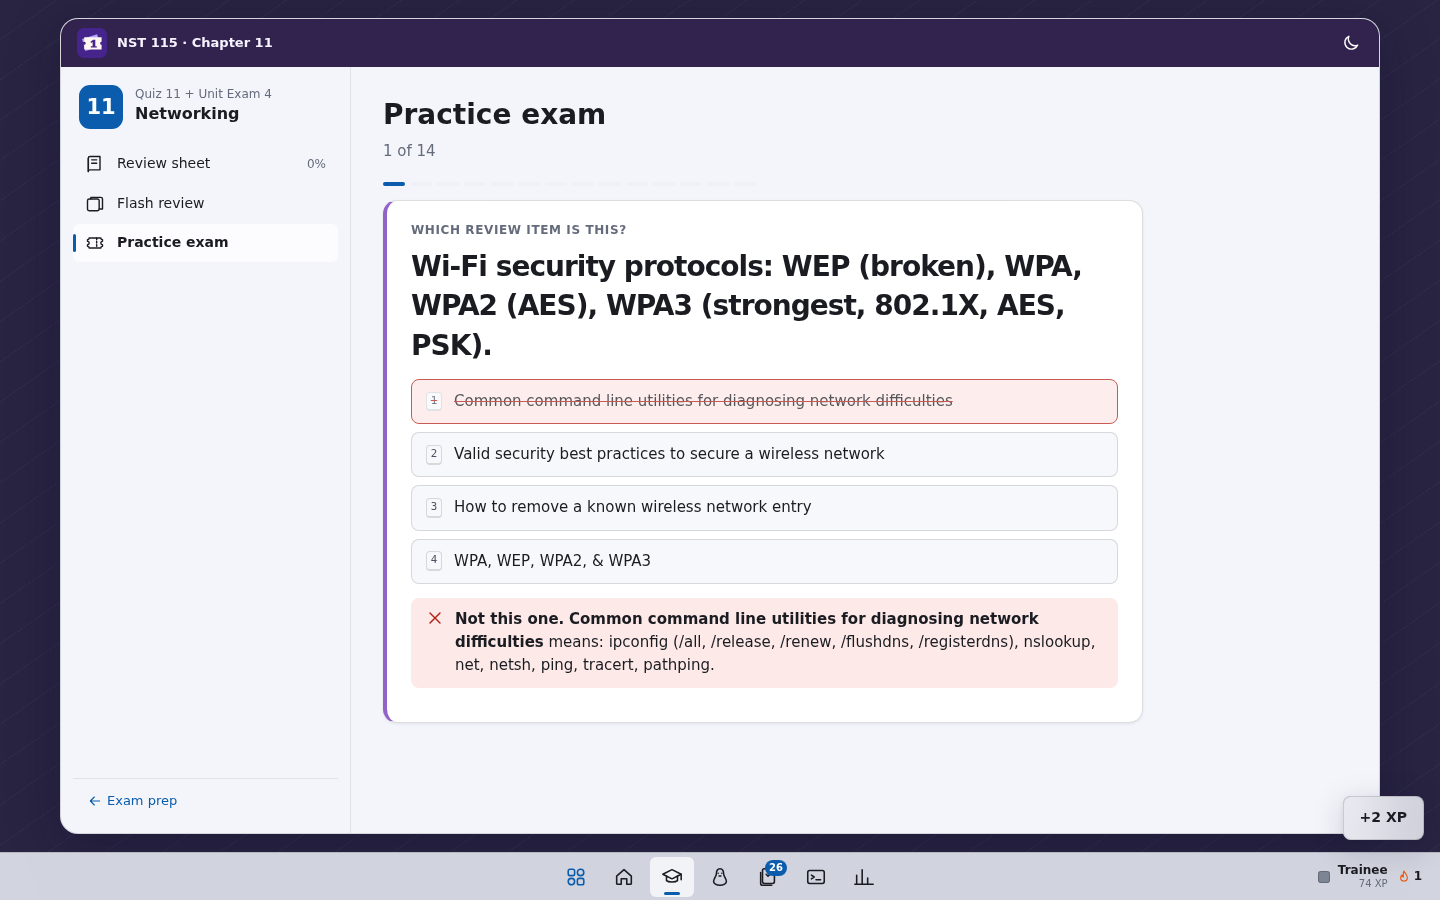 1
NST 115 · Chapter 11
11
Quiz 11 + Unit Exam 4
Networking
Review sheet
0%
Flash review
Practice exam
Exam prep
Practice exam
1 of 14
WHICH REVIEW ITEM IS THIS?
Wi-Fi security protocols: WEP (broken), WPA,
WPA2 (AES), WPA3 (strongest, 802.1X, AES,
PSK).
1 Common command line utilities for diagnosing network difficulties
2 Valid security best practices to secure a wireless network
3 How to remove a known wireless network entry
4 WPA, WEP, WPA2, & WPA3
Not this one. Common command line utilities for diagnosing network
difficulties means: ipconfig (/all, /release, /renew, /flushdns, /registerdns), nslookup,
net, netsh, ping, tracert, pathping.
+2 XP
26
Trainee
74 XP
1